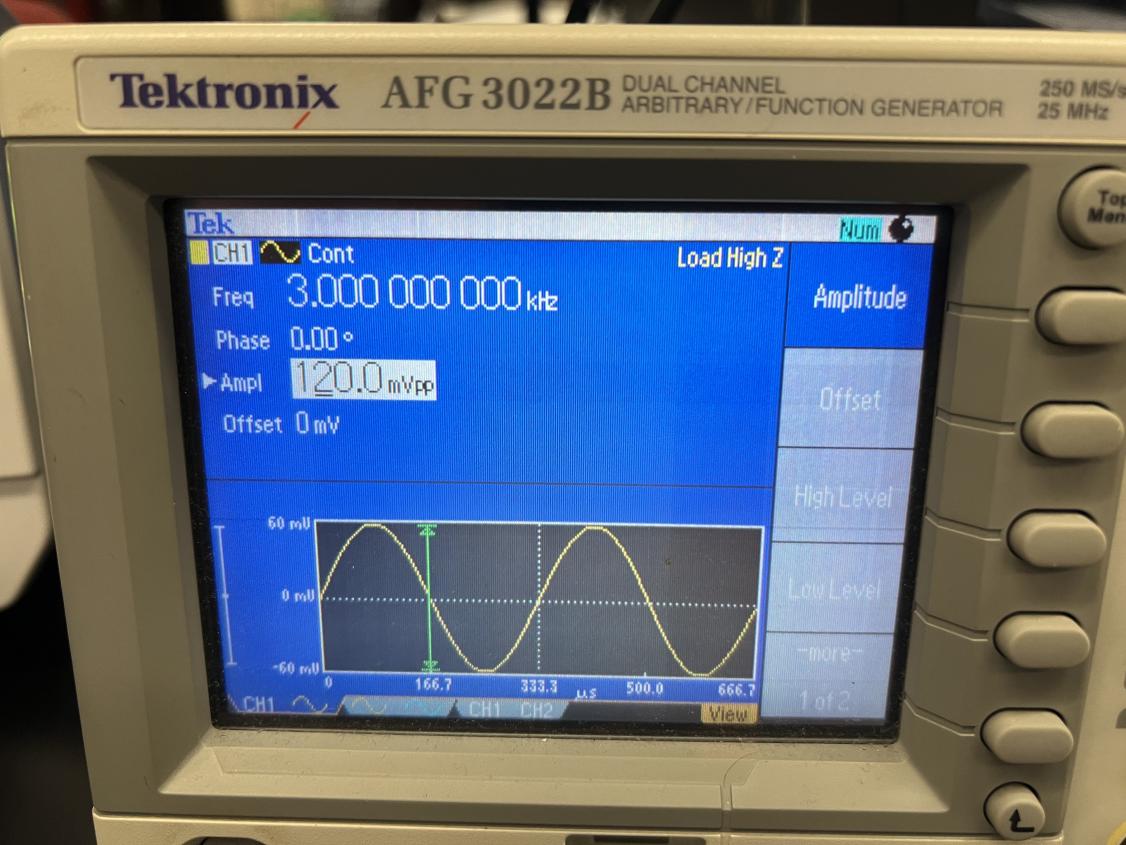 Tektronix AFG 3022B DUAL CHANNEL ARBITRARY/FUNCTION GENERATOR
250 MS/s
25 MHz
Top Menu
Tek
Num
CH1 Cont
Load High Z
Freq 3.000 000 000 kHz
Phase 0.00 °
Ampl 120.0 mVpp
Offset 0 mV
Amplitude
Offset
High Level
Low Level
-more-
1 of 2
60 mV
0 mV
-60 mV
0 166.7 333.3 µs 500.0 666.7
CH1 CH1 CH2 View